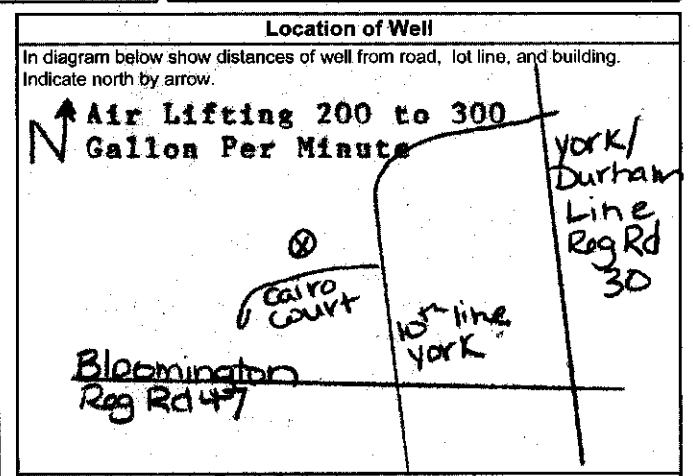 Location of Well
In diagram below show distances of well from road, lot line, and building.
Indicate north by arrow.
N
Air Lifting 200 to 300
Gallon Per Minute
york/
Durham
Line
Reg Rd
30
cairo
court
10th line
york
Bloomington
Reg Rd 47